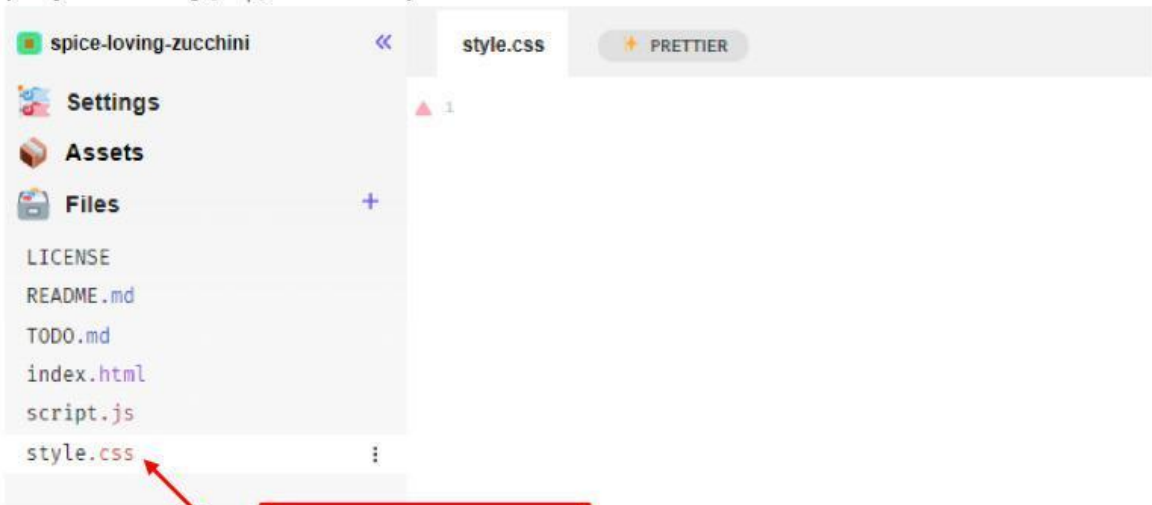 spice-loving-zucchini «
style.css
PRETTIER
Settings
1
Assets
Files +
LICENSE
README.md
TODO.md
index.html
script.js
style.css